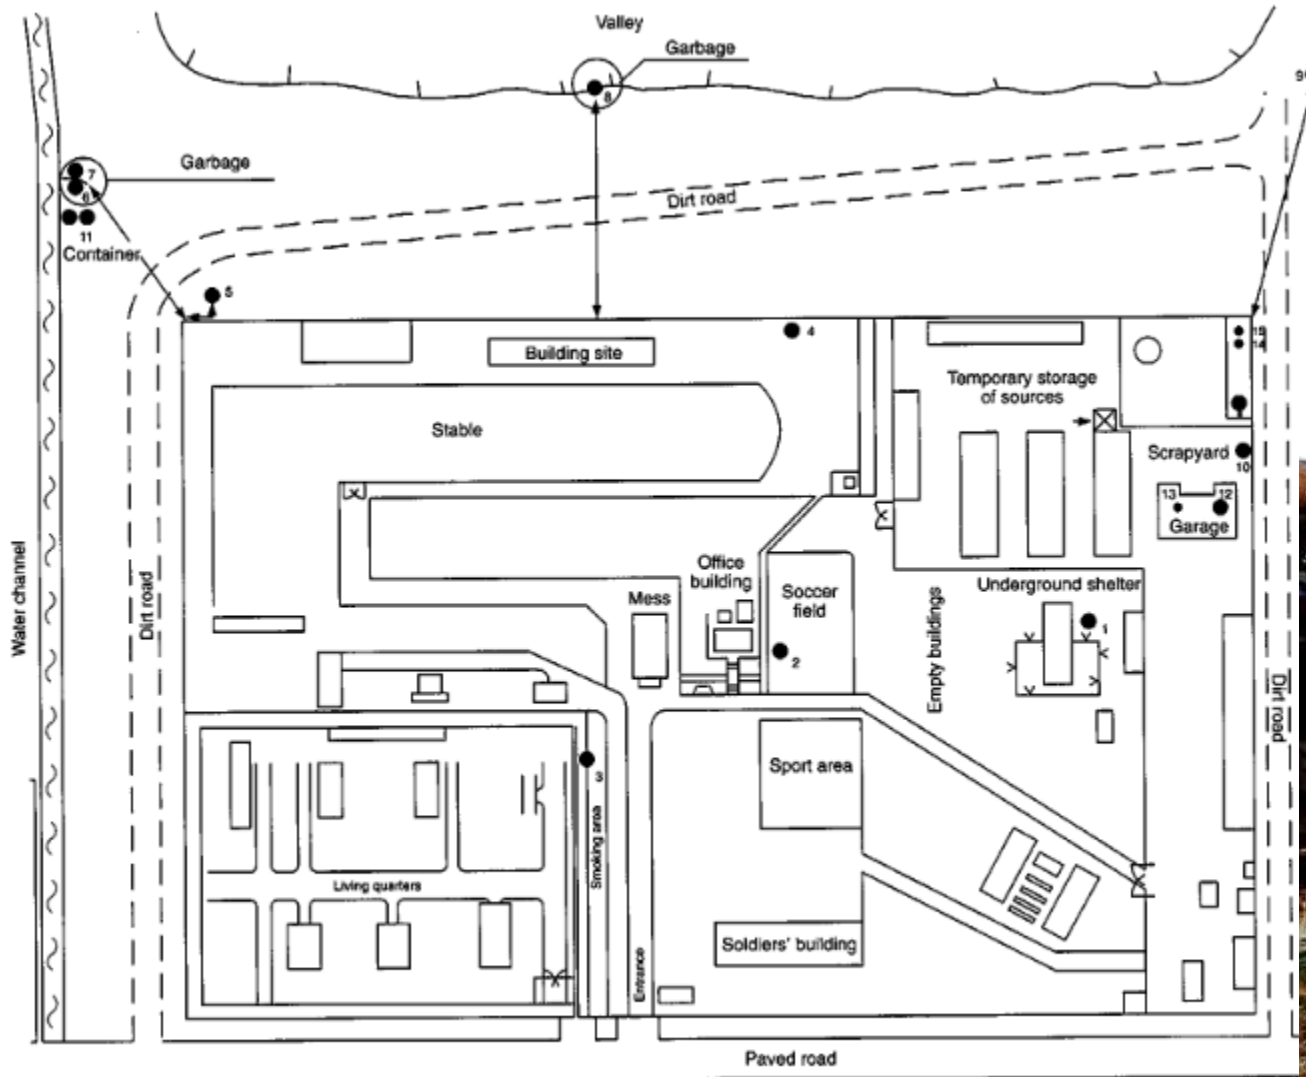 Valley
Garbage
8
9
Garbage
7
6
11
Container
Dirt road
5
4
Building site
15
14
Temporary storage
of sources
Stable
Scrapyard
10
13
12
Garage
Water channel
Dirt road
Office
building
Mess
Soccer
field
Underground shelter
1
2
Empty buildings
Dirt road
3
Sport area
Smoking area
Living quarters
Soldiers' building
Entrance
Paved road